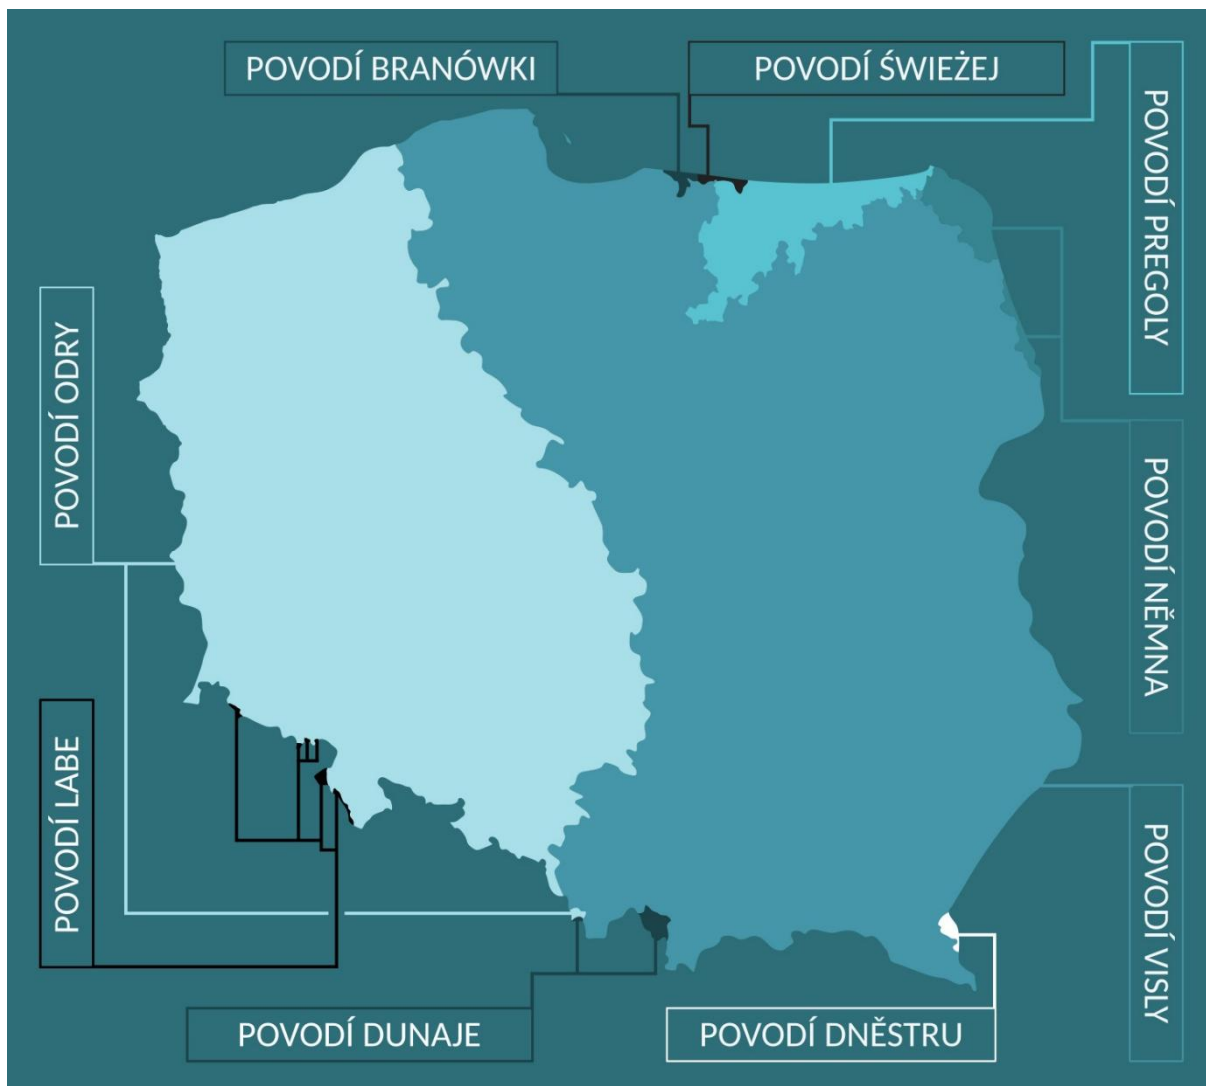 POVODÍ BRANÓWKI
POVODÍ ŚWIEŻEJ
POVODÍ PREGOLY
POVODÍ ODRY
POVODÍ NĚMNA
POVODÍ LABE
POVODÍ VISLY
POVODÍ DUNAJE
POVODÍ DNĚSTRU